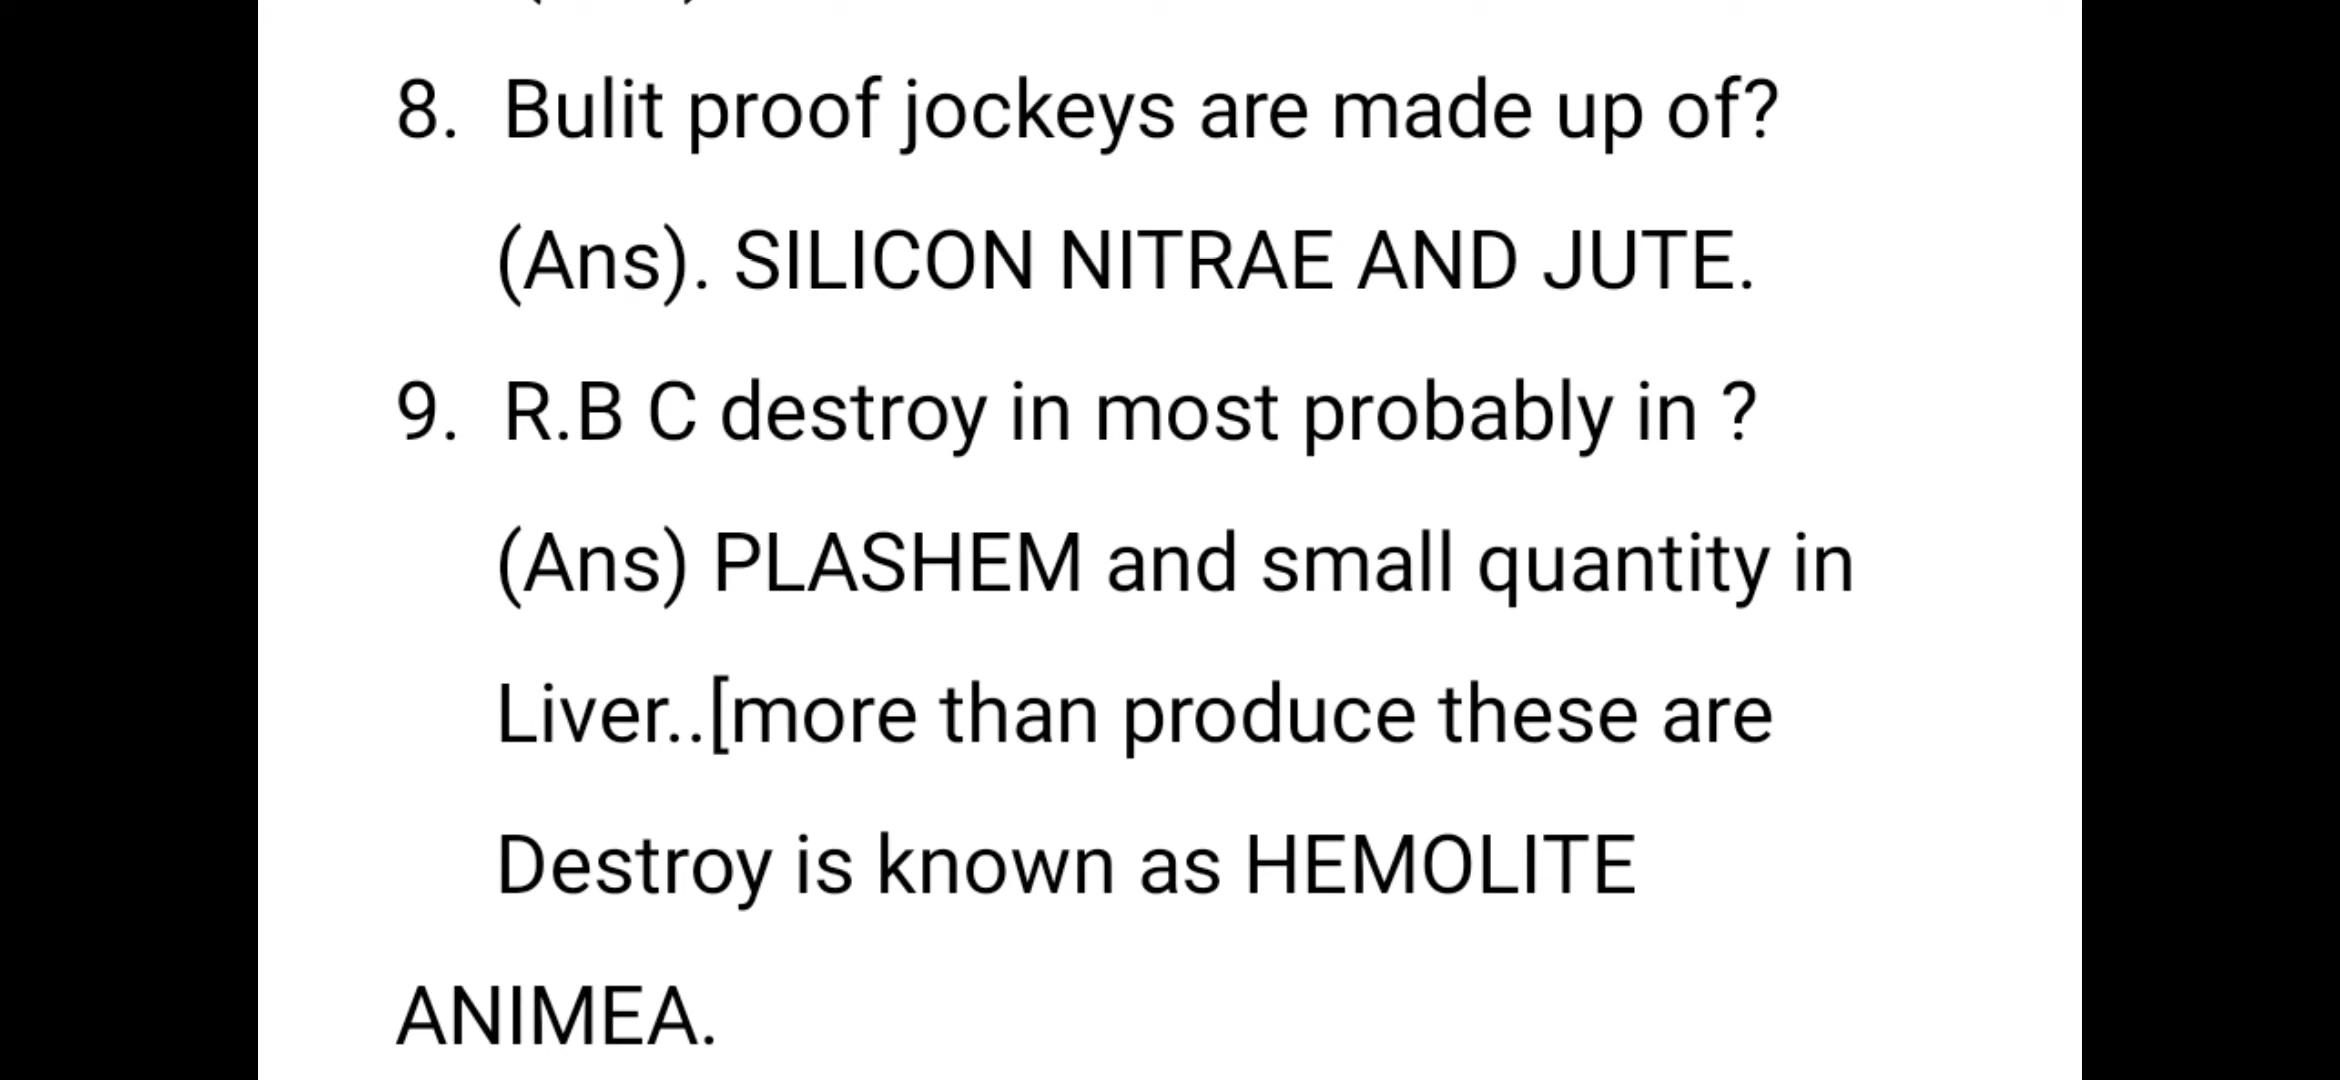 8. Bulit proof jockeys are made up of?
(Ans). SILICON NITRAE AND JUTE.
9. R.B C destroy in most probably in ?
(Ans) PLASHEM and small quantity in
Liver..[more than produce these are
Destroy is known as HEMOLITE
ANIMEA.